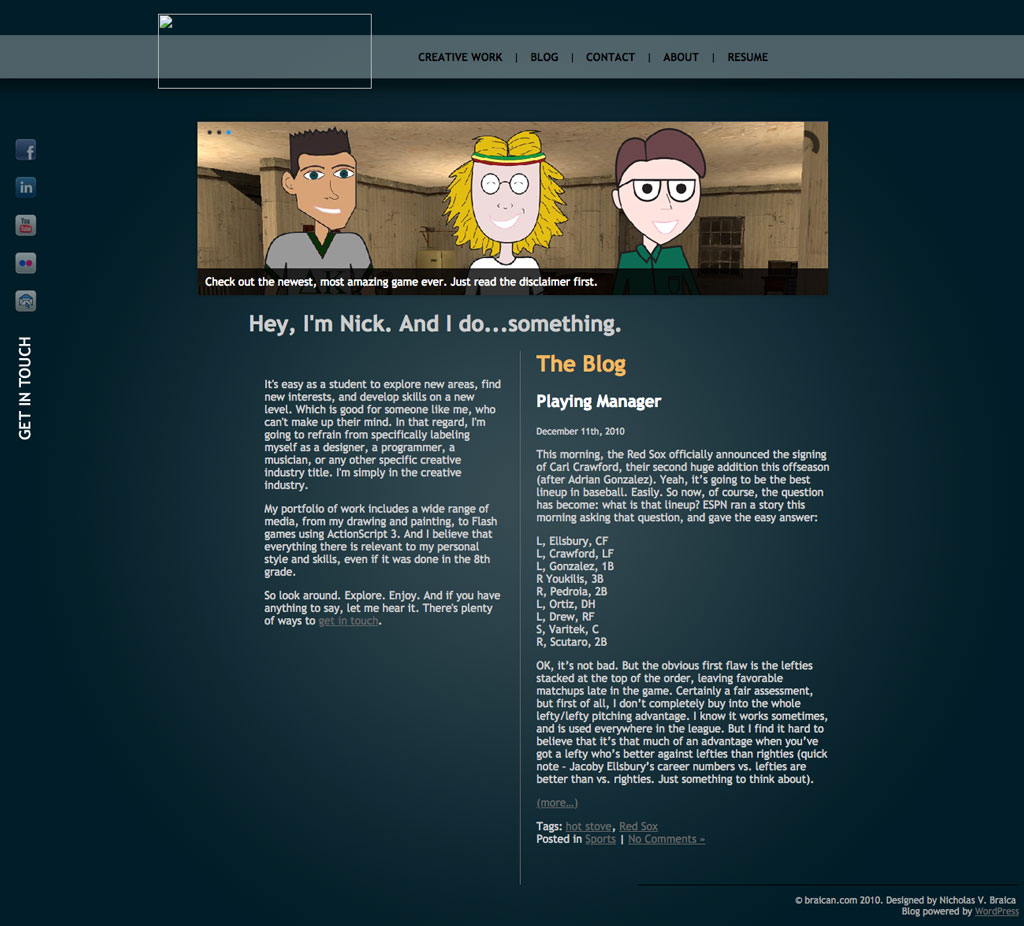 CREATIVE WORK | BLOG | CONTACT | ABOUT | RESUME
Check out the newest, most amazing game ever. Just read the disclaimer first.
GET IN TOUCH
Hey, I'm Nick. And I do...something.
It's easy as a student to explore new areas, find
new interests, and develop skills on a new
level. Which is good for someone like me, who
can't make up their mind. In that regard, I'm
going to refrain from specifically labeling
myself as a designer, a programmer, a
musician, or any other specific creative
industry title. I'm simply in the creative
industry.
My portfolio of work includes a wide range of
media, from my drawing and painting, to Flash
games using ActionScript 3. And I believe that
everything there is relevant to my personal
style and skills, even if it was done in the 8th
grade.
So look around. Explore. Enjoy. And if you have
anything to say, let me hear it. There's plenty
of ways to get in touch.
The Blog
Playing Manager
December 11th, 2010
This morning, the Red Sox officially announced the signing
of Carl Crawford, their second huge addition this offseason
(after Adrian Gonzalez). Yeah, it's going to be the best
lineup in baseball. Easily. So now, of course, the question
has become: what is that lineup? ESPN ran a story this
morning asking that question, and gave the easy answer:
L, Ellsbury, CF
L, Crawford, LF
L, Gonzalez, 1B
R Youkilis, 3B
R, Pedroia, 2B
L, Ortiz, DH
L, Drew, RF
S, Varitek, C
R, Scutaro, 2B
OK, it's not bad. But the obvious first flaw is the lefties
stacked at the top of the order, leaving favorable
matchups late in the game. Certainly a fair assessment,
but first of all, I don't completely buy into the whole
lefty/lefty pitching advantage. I know it works sometimes,
and is used everywhere in the league. But I find it hard to
believe that it's that much of an advantage when you've
got a lefty who's better against lefties than righties (quick
note – Jacoby Ellsbury's career numbers vs. lefties are
better than vs. righties. Just something to think about).
(more...)
Tags: hot stove, Red Sox
Posted in Sports | No Comments »
© braican.com 2010. Designed by Nicholas V. Braica
Blog powered by WordPress